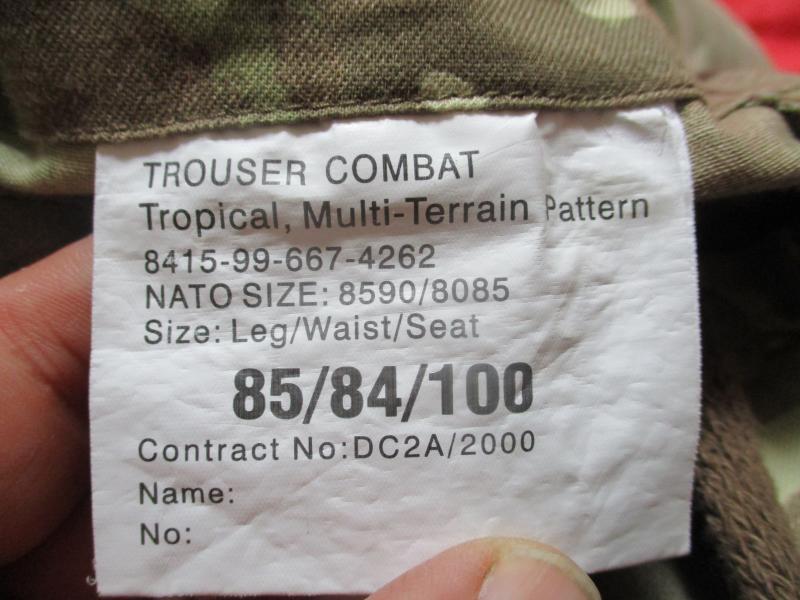 TROUSER COMBAT
Tropical, Multi-Terrain Pattern
8415-99-667-4262
NATO SIZE: 8590/8085
Size: Leg/Waist/Seat
85/84/100
Contract No:DC2A/2000
Name:
No: